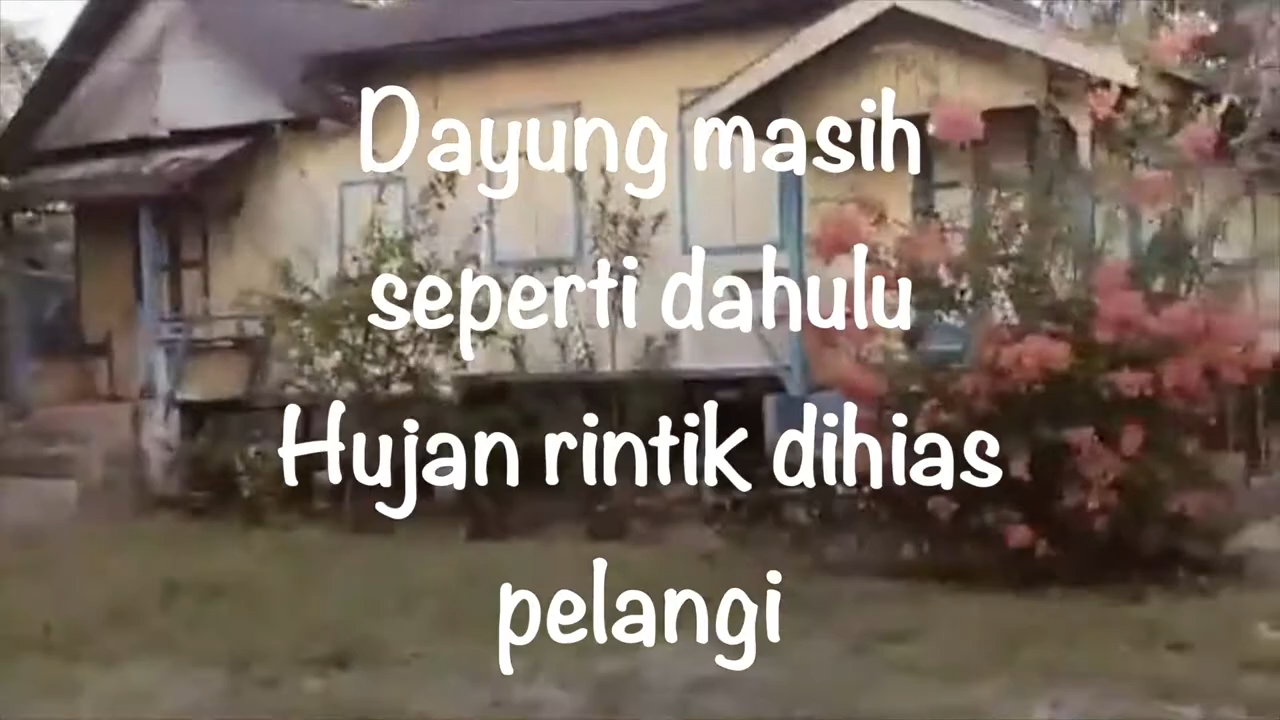 Dayung masih
seperti dahulu
Hujan rintik dihias
pelangi